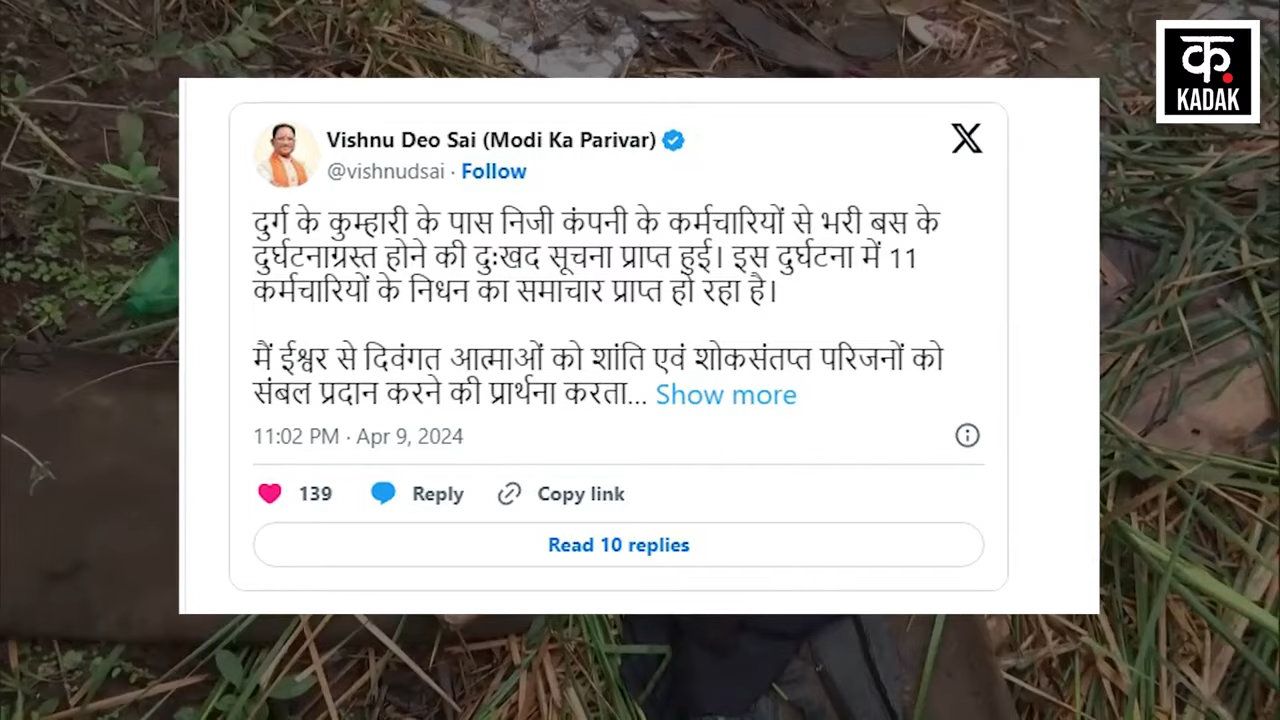 क
KADAK
Vishnu Deo Sai (Modi Ka Parivar)
X
@vishnudsai · Follow
दुर्ग के कुम्हारी के पास निजी कंपनी के कर्मचारियों से भरी बस के
दुर्घटनाग्रस्त होने की दुःखद सूचना प्राप्त हुई। इस दुर्घटना में 11
कर्मचारियों के निधन का समाचार प्राप्त हो रहा है।
मैं ईश्वर से दिवंगत आत्माओं को शांति एवं शोकसंतप्त परिजनों को
संबल प्रदान करने की प्रार्थना करता... Show more
11:02 PM · Apr 9, 2024
139 Reply Copy link
Read 10 replies